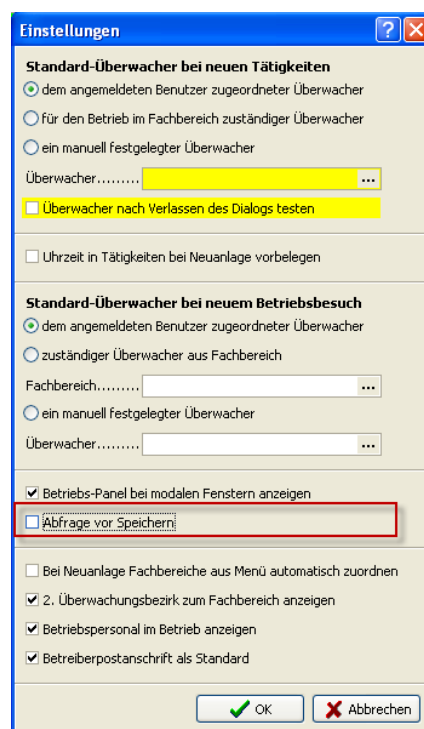 Einstellungen
Standard-Überwacher bei neuen Tätigkeiten
dem angemeldeten Benutzer zugeordneter Überwacher
für den Betrieb im Fachbereich zuständiger Überwacher
ein manuell festgelegter Überwacher
Überwacher......... ...
Überwacher nach Verlassen des Dialogs testen
Uhrzeit in Tätigkeiten bei Neuanlage vorbelegen
Standard-Überwacher bei neuem Betriebsbesuch
dem angemeldeten Benutzer zugeordneter Überwacher
zuständiger Überwacher aus Fachbereich
Fachbereich......... ...
ein manuell festgelegter Überwacher
Überwacher......... ...
Betriebs-Panel bei modalen Fenstern anzeigen
Abfrage vor Speichern
Bei Neuanlage Fachbereiche aus Menü automatisch zuordnen
2. Überwachungsbezirk zum Fachbereich anzeigen
Betriebspersonal im Betrieb anzeigen
Betreiberpostanschrift als Standard
OK Abbrechen